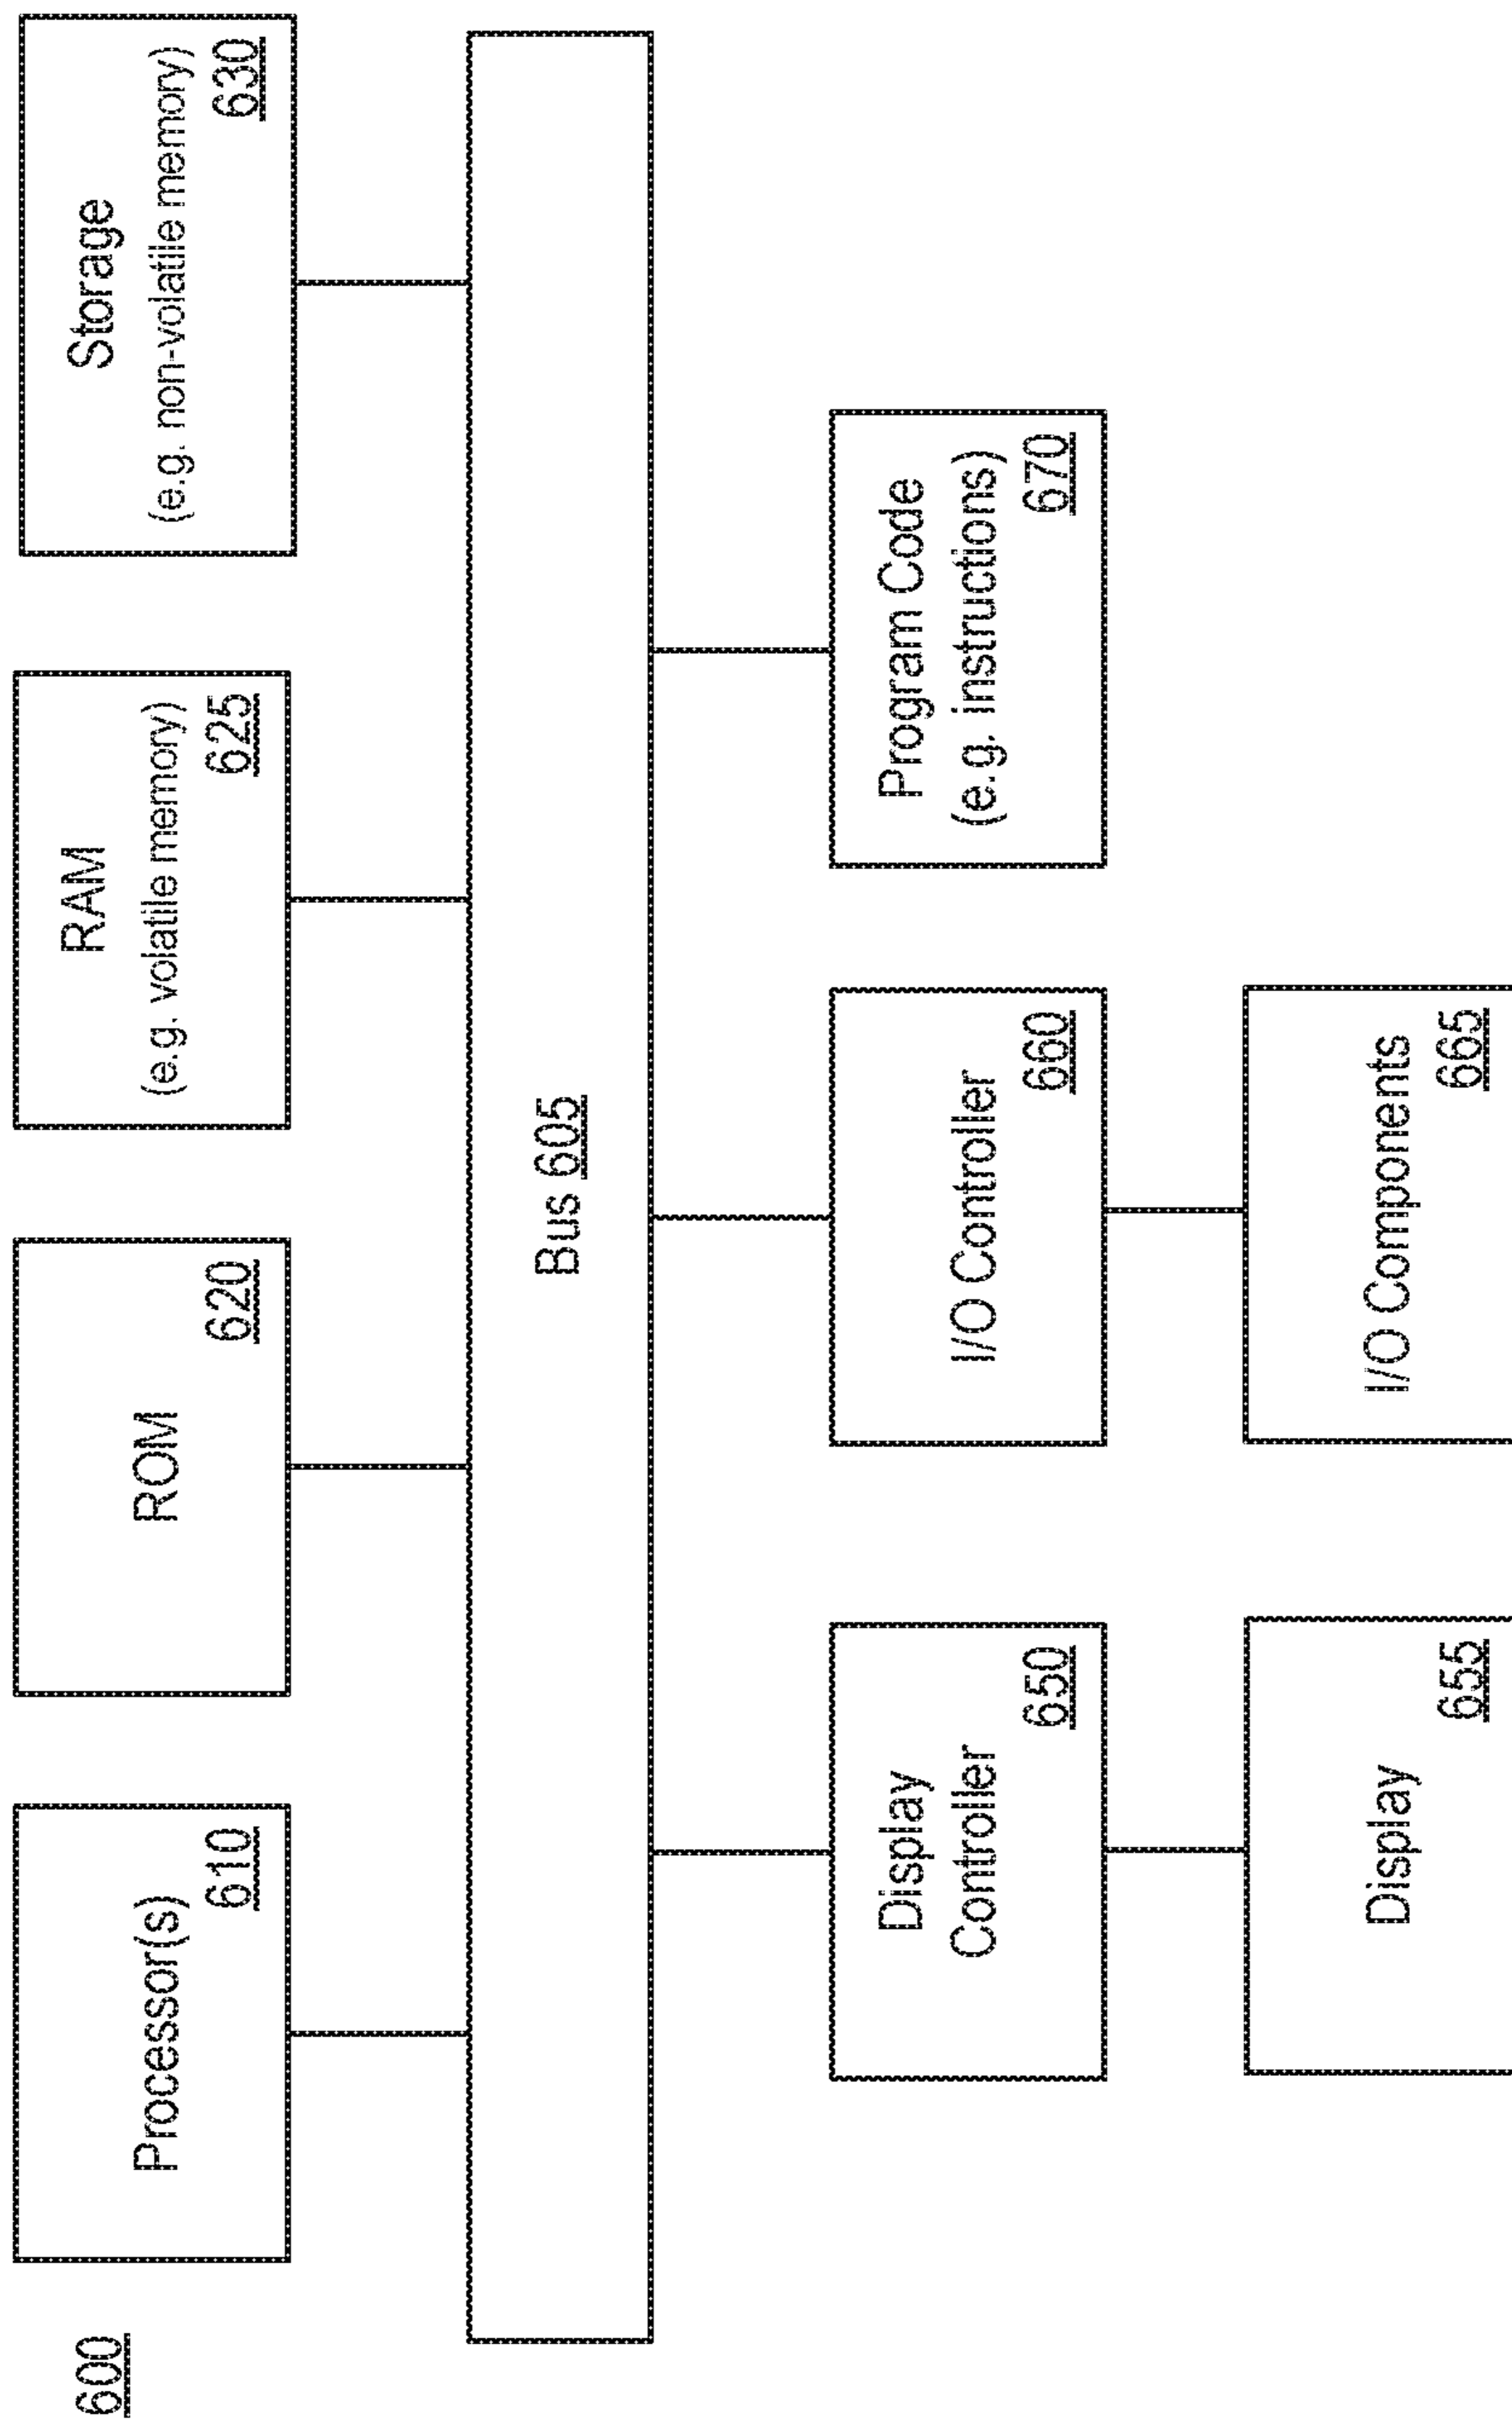 600
Processor(s)
610
ROM
620
RAM
(e.g. volatile memory)
625
Storage
(e.g. non-volatile memory)
630
Bus 605
Display
Controller
650
I/O Controller
660
Program Code
(e.g. instructions)
670
Display
655
I/O Components
665